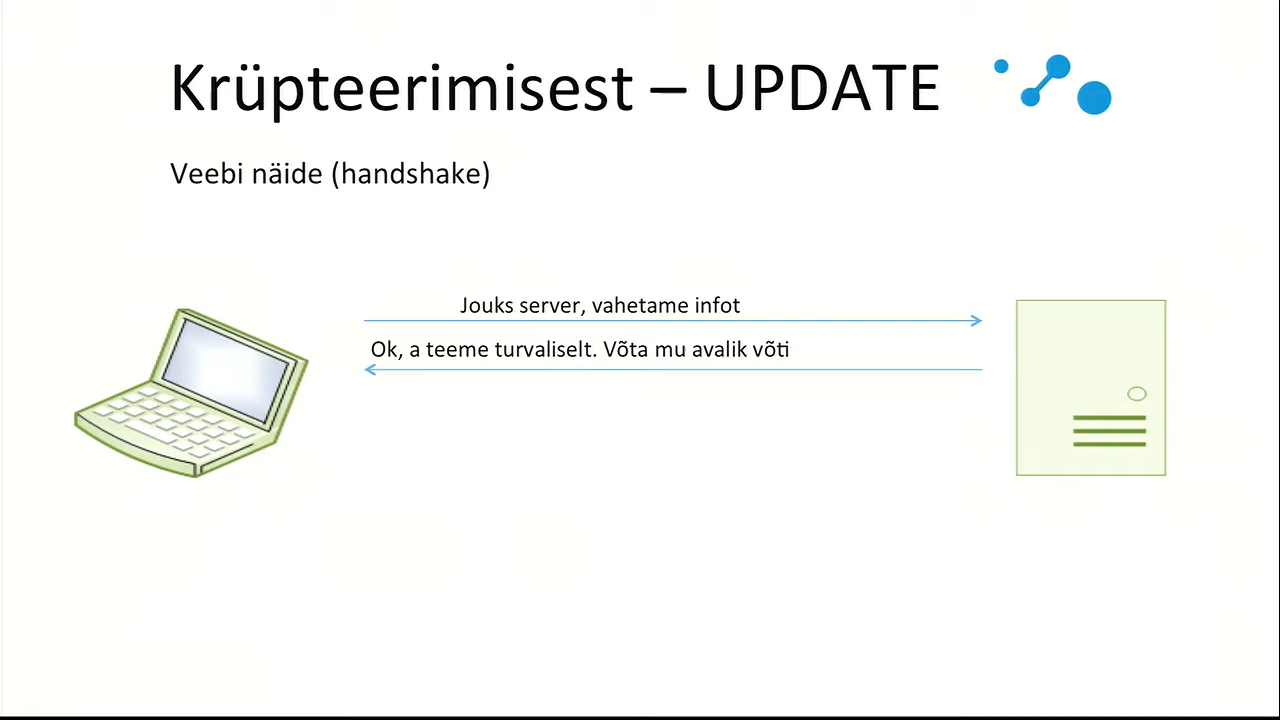 Krüpteerimisest – UPDATE
Veebi näide (handshake)
Jouks server, vahetame infot
Ok, a teeme turvaliselt. Võta mu avalik võti